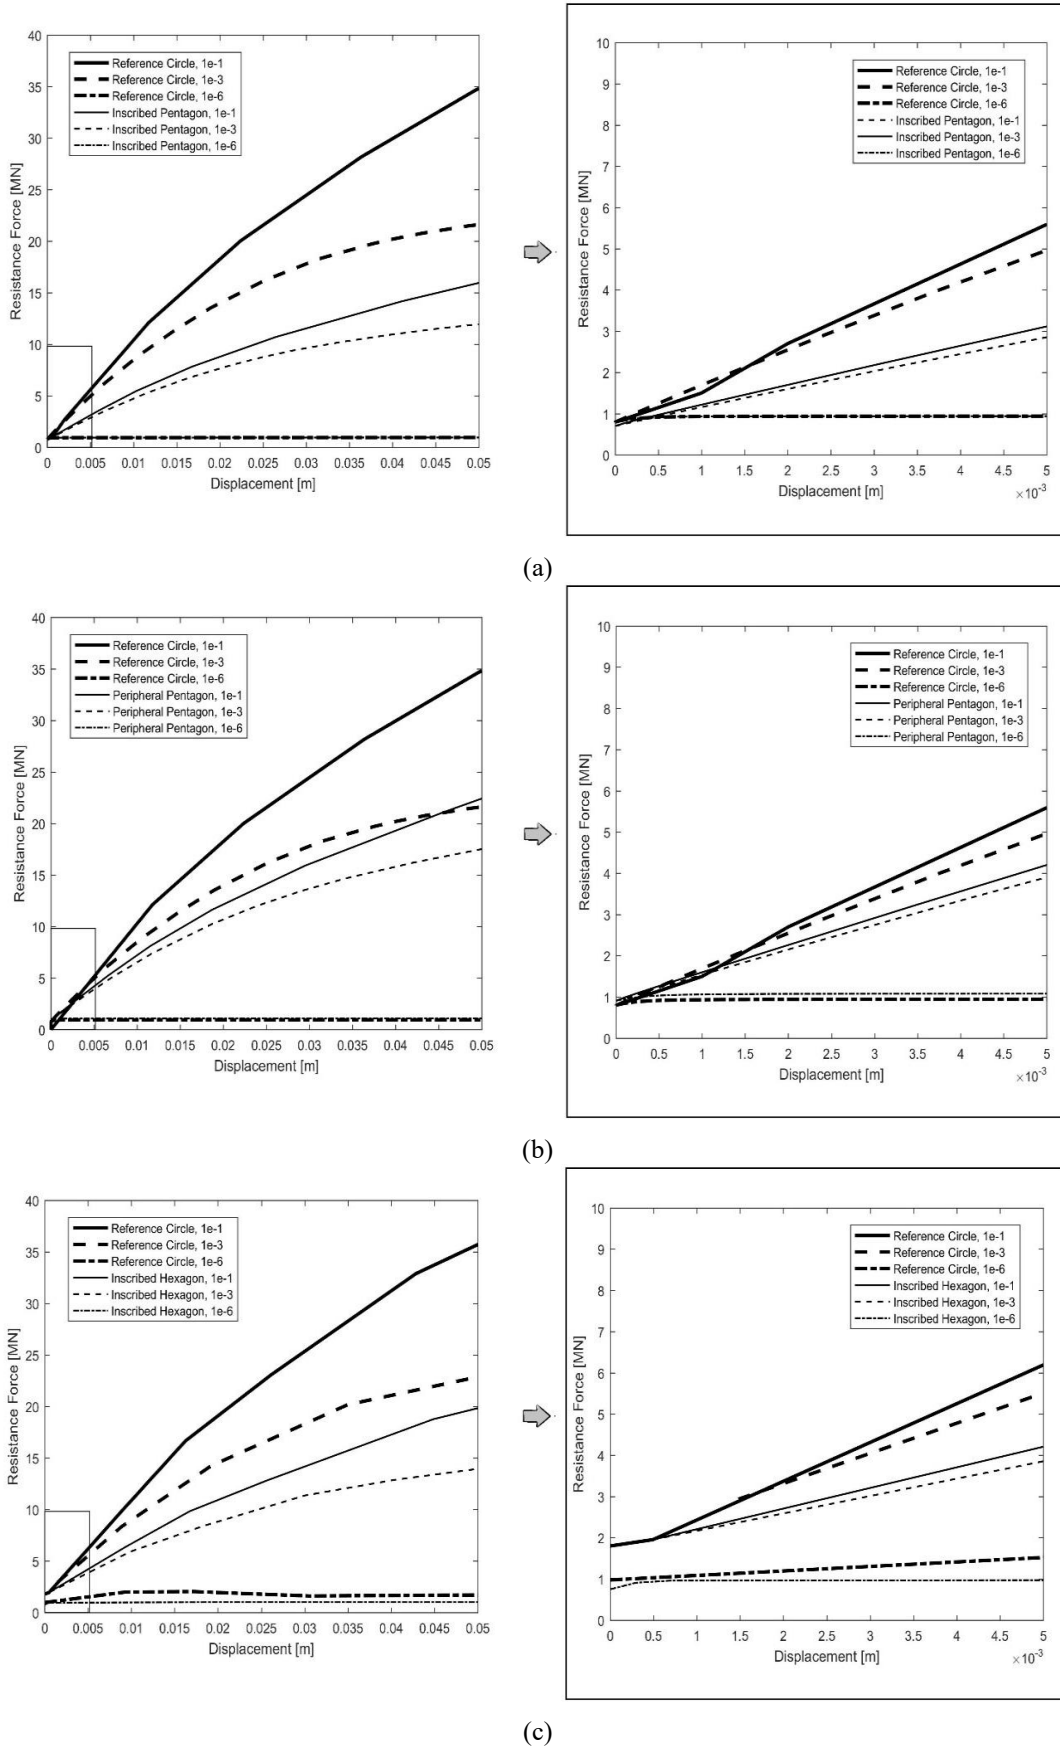 40
35
30
25
20
15
10
5
0
Resistance Force [MN]
Reference Circle, 1e-1
Reference Circle, 1e-3
Reference Circle, 1e-6
Inscribed Pentagon, 1e-1
Inscribed Pentagon, 1e-3
Inscribed Pentagon, 1e-6
0 0.005 0.01 0.015 0.02 0.025 0.03 0.035 0.04 0.045 0.05
Displacement [m]
10
9
8
7
6
5
4
3
2
1
0
Resistance Force [MN]
Reference Circle, 1e-1
Reference Circle, 1e-3
Reference Circle, 1e-6
Inscribed Pentagon, 1e-1
Inscribed Pentagon, 1e-3
Inscribed Pentagon, 1e-6
0 0.5 1 1.5 2 2.5 3 3.5 4 4.5 5
Displacement [m]
×10⁻³
(a)
40
35
30
25
20
15
10
5
0
Resistance Force [MN]
Reference Circle, 1e-1
Reference Circle, 1e-3
Reference Circle, 1e-6
Peripheral Pentagon, 1e-1
Peripheral Pentagon, 1e-3
Peripheral Pentagon, 1e-6
0 0.005 0.01 0.015 0.02 0.025 0.03 0.035 0.04 0.045 0.05
Displacement [m]
10
9
8
7
6
5
4
3
2
1
0
Resistance Force [MN]
Reference Circle, 1e-1
Reference Circle, 1e-3
Reference Circle, 1e-6
Peripheral Pentagon, 1e-1
Peripheral Pentagon, 1e-3
Peripheral Pentagon, 1e-6
0 0.5 1 1.5 2 2.5 3 3.5 4 4.5 5
Displacement [m]
×10⁻³
(b)
40
35
30
25
20
15
10
5
0
Resistance Force [MN]
Reference Circle, 1e-1
Reference Circle, 1e-3
Reference Circle, 1e-6
Inscribed Hexagon, 1e-1
Inscribed Hexagon, 1e-3
Inscribed Hexagon, 1e-6
0 0.005 0.01 0.015 0.02 0.025 0.03 0.035 0.04 0.045 0.05
Displacement [m]
10
9
8
7
6
5
4
3
2
1
0
Resistance Force [MN]
Reference Circle, 1e-1
Reference Circle, 1e-3
Reference Circle, 1e-6
Inscribed Hexagon, 1e-1
Inscribed Hexagon, 1e-3
Inscribed Hexagon, 1e-6
0 0.5 1 1.5 2 2.5 3 3.5 4 4.5 5
Displacement [m]
×10⁻³
(c)